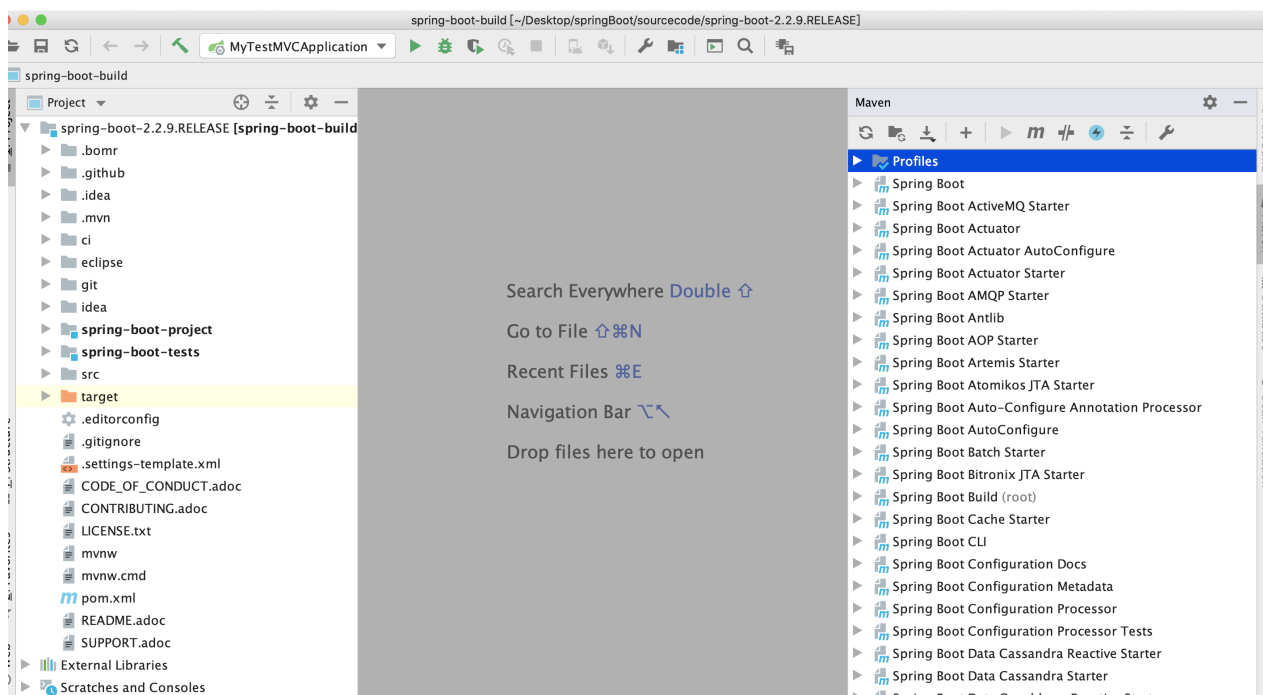 spring-boot-build [~/Desktop/springBoot/sourcecode/spring-boot-2.2.9.RELEASE]
MyTestMVCApplication
spring-boot-build
Project
spring-boot-2.2.9.RELEASE [spring-boot-build
.bomr
.github
.idea
.mvn
ci
eclipse
git
idea
spring-boot-project
spring-boot-tests
src
target
.editorconfig
.gitignore
.settings-template.xml
CODE_OF_CONDUCT.adoc
CONTRIBUTING.adoc
LICENSE.txt
mvnw
mvnw.cmd
pom.xml
README.adoc
SUPPORT.adoc
External Libraries
Scratches and Consoles
Search Everywhere Double ⇧
Go to File ⇧⌘N
Recent Files ⌘E
Navigation Bar ⌥↖
Drop files here to open
Maven
Profiles
Spring Boot
Spring Boot ActiveMQ Starter
Spring Boot Actuator
Spring Boot Actuator AutoConfigure
Spring Boot Actuator Starter
Spring Boot AMQP Starter
Spring Boot Antlib
Spring Boot AOP Starter
Spring Boot Artemis Starter
Spring Boot Atomikos JTA Starter
Spring Boot Auto-Configure Annotation Processor
Spring Boot AutoConfigure
Spring Boot Batch Starter
Spring Boot Bitronix JTA Starter
Spring Boot Build (root)
Spring Boot Cache Starter
Spring Boot CLI
Spring Boot Configuration Docs
Spring Boot Configuration Metadata
Spring Boot Configuration Processor
Spring Boot Configuration Processor Tests
Spring Boot Data Cassandra Reactive Starter
Spring Boot Data Cassandra Starter